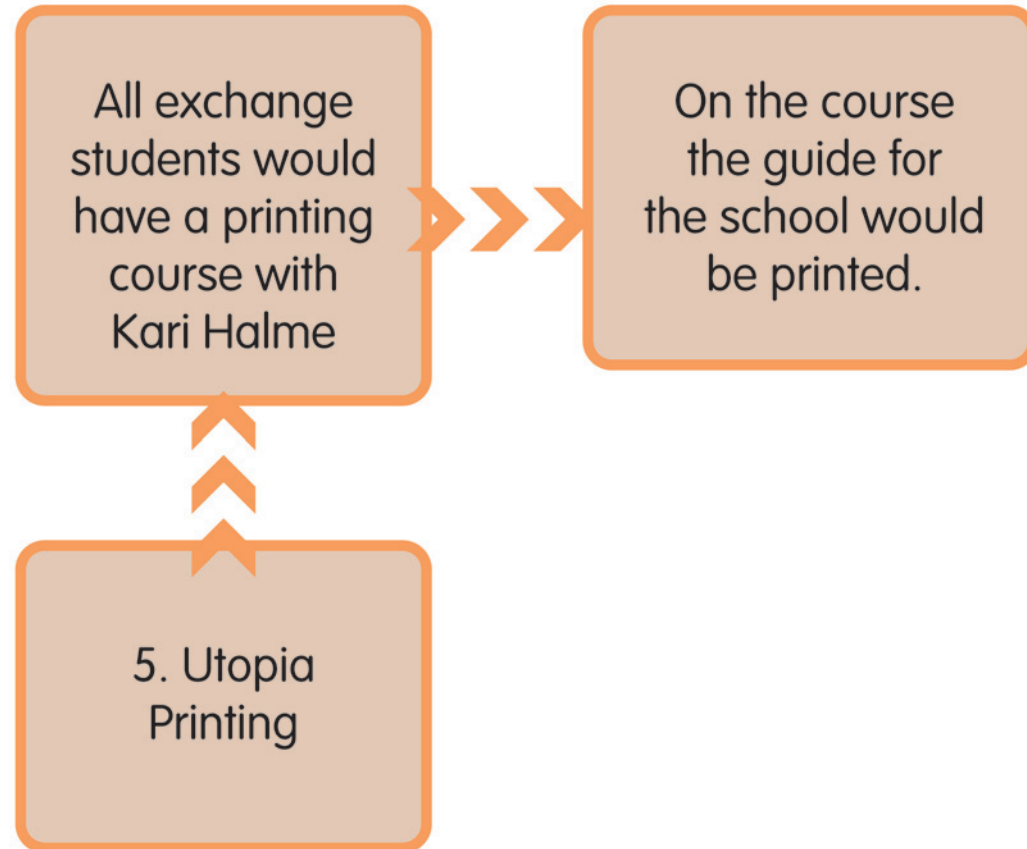 All exchange
students would
have a printing
course with
Kari Halme
On the course
the guide for
the school would
be printed.
5. Utopia
Printing